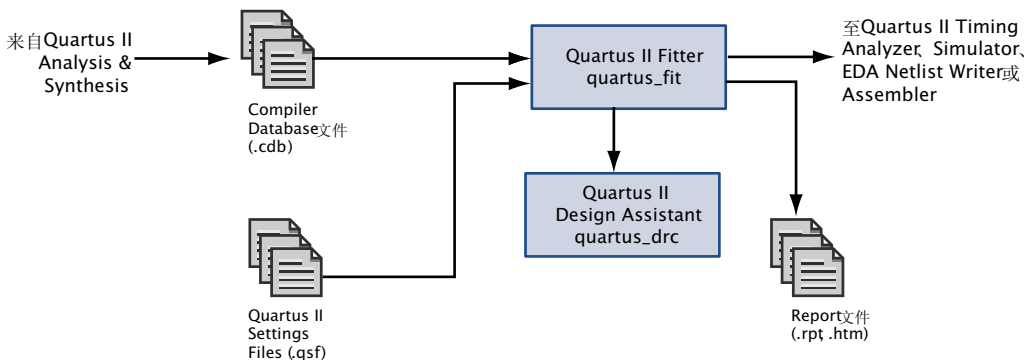 来自Quartus II
Analysis &
Synthesis
Compiler
Database文件
(.cdb)
Quartus II Fitter
quartus_fit
至Quartus II Timing
Analyzer、Simulator、
EDA Netlist Writer或
Assembler
Quartus II
Design Assistant
quartus_drc
Quartus II
Settings
Files (.qsf)
Report文件
(.rpt, .htm)